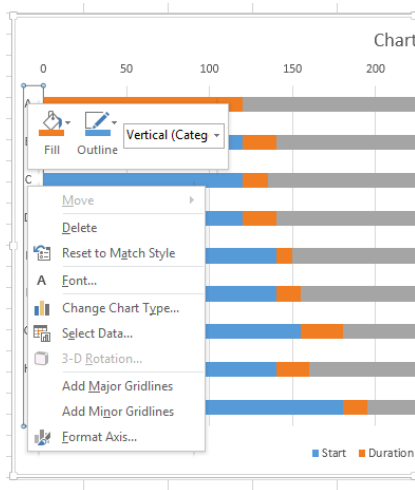 Chart
0 50 100 150 200
A
Fill
Outline
Vertical (Categ
C
Move
Delete
Reset to Match Style
A Font...
Change Chart Type...
Select Data...
3-D Rotation...
Add Major Gridlines
Add Minor Gridlines
Format Axis...
Start Duration